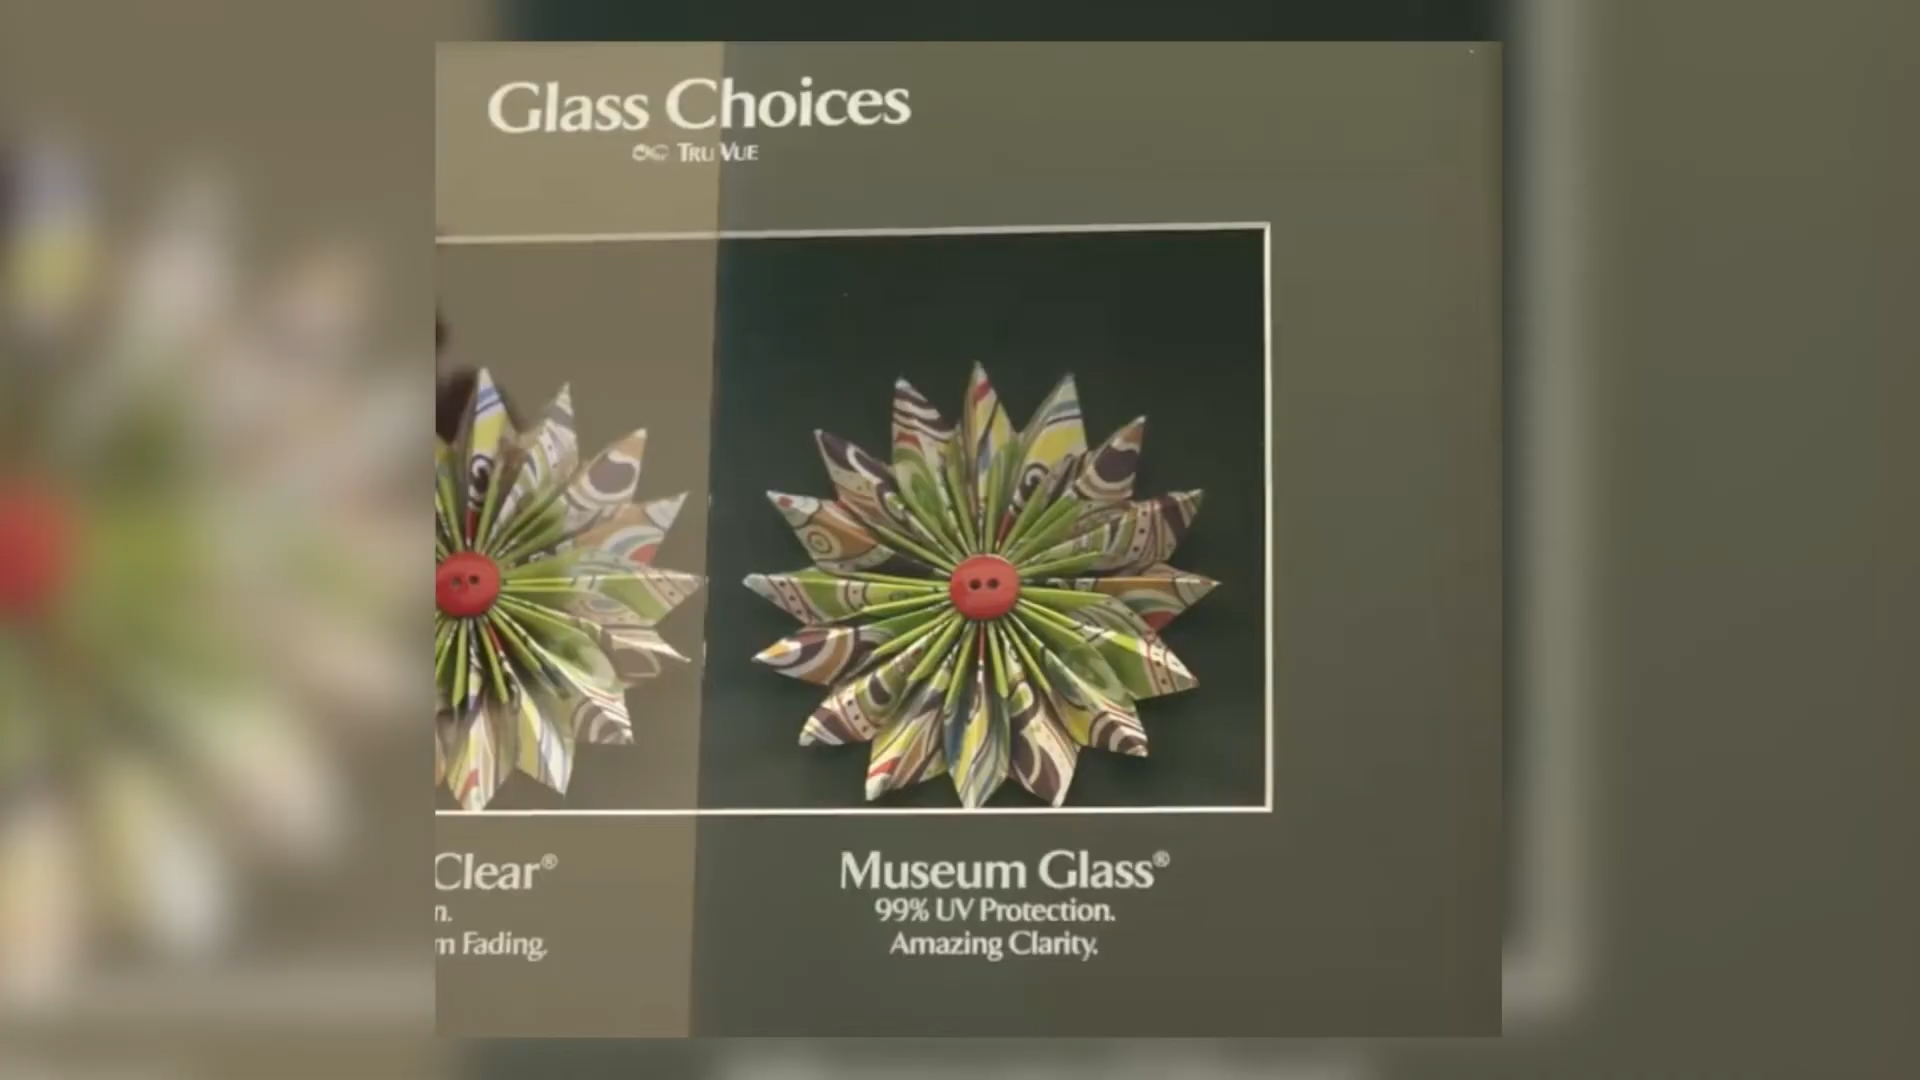 Glass Choices
TRU VUE
Clear®
n.
m Fading.
Museum Glass®
99% UV Protection.
Amazing Clarity.